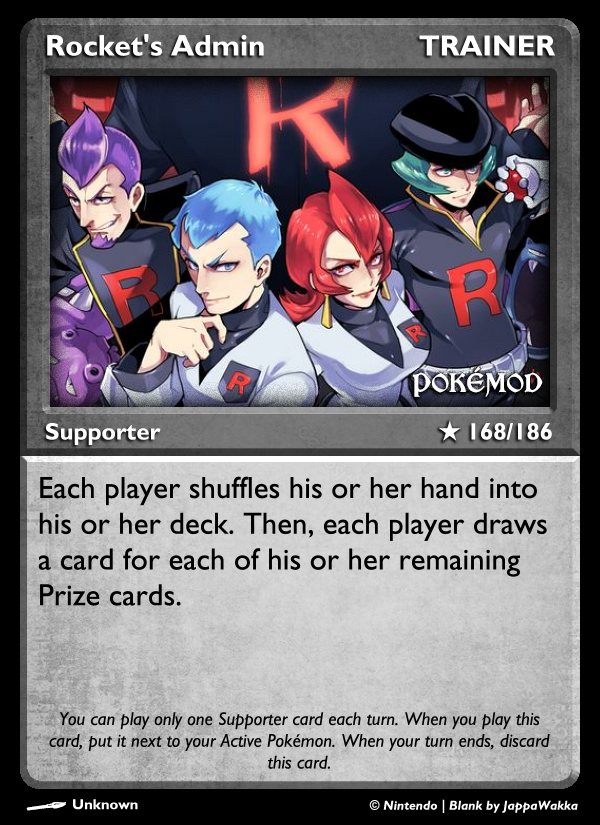 Rocket's Admin TRAINER
R
R
R
R
R
POKÉMOD
Supporter ★ 168/186
Each player shuffles his or her hand into
his or her deck. Then, each player draws
a card for each of his or her remaining
Prize cards.
You can play only one Supporter card each turn. When you play this
card, put it next to your Active Pokémon. When your turn ends, discard
this card.
Unknown © Nintendo | Blank by JappaWakka